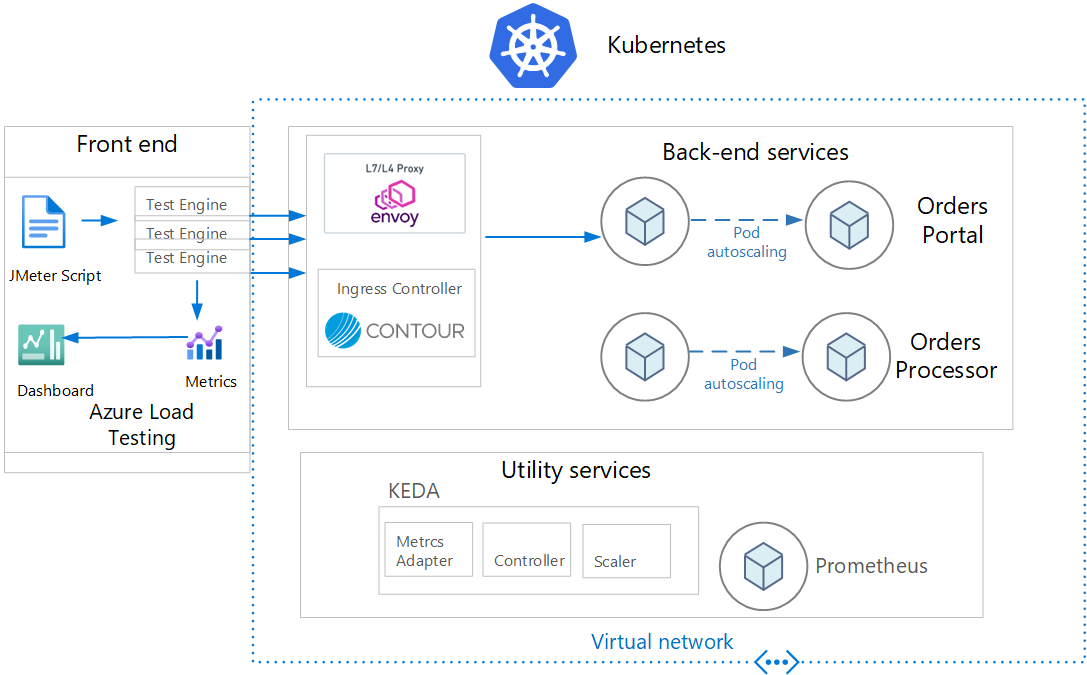 Kubernetes
Front end
JMeter Script
Test Engine
Test Engine
Test Engine
Dashboard
Metrics
Azure Load
Testing
L7/L4 Proxy
envoy
Ingress Controller
CONTOUR
Back-end services
Pod
autoscaling
Orders
Portal
Pod
autoscaling
Orders
Processor
Utility services
KEDA
Metrcs
Adapter
Controller
Scaler
Prometheus
Virtual network